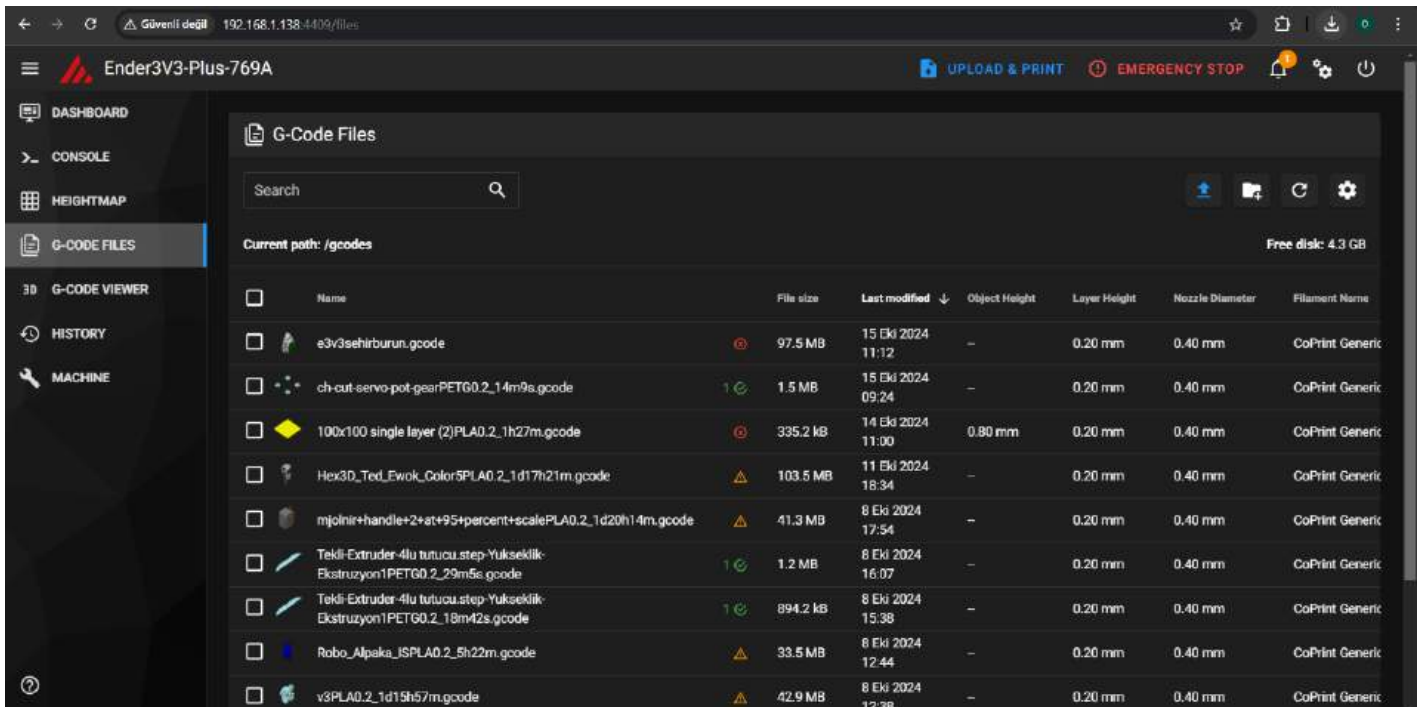 Güvenli değil 192.168.1.138:4409/files
Ender3V3-Plus-769A
UPLOAD & PRINT
EMERGENCY STOP
1
DASHBOARD
CONSOLE
HEIGHTMAP
G-CODE FILES
3D G-CODE VIEWER
HISTORY
MACHINE
G-Code Files
Search
Current path: /gcodes
Free disk: 4.3 GB
Name File size Last modified Object Height Layer Height Nozzle Diameter Filament Name
e3v3sehirburun.gcode 97.5 MB 15 Eki 2024 – 0.20 mm 0.40 mm CoPrint Generic
11:12
ch-cut-servo-pot-gearPETG0.2_14m9s.gcode 1 1.5 MB 15 Eki 2024 – 0.20 mm 0.40 mm CoPrint Generic
09:24
100x100 single layer (2)PLA0.2_1h27m.gcode 335.2 kB 14 Eki 2024 0.80 mm 0.20 mm 0.40 mm CoPrint Generic
11:00
Hex3D_Ted_Ewok_Color5PLA0.2_1d17h21m.gcode 103.5 MB 11 Eki 2024 – 0.20 mm 0.40 mm CoPrint Generic
18:34
mjolnir+handle+2+at+95+percent+scalePLA0.2_1d20h14m.gcode 41.3 MB 8 Eki 2024 – 0.20 mm 0.40 mm CoPrint Generic
17:54
Tekli-Extruder-4lu tutucu.step-Yukseklik- 1 1.2 MB 8 Eki 2024 – 0.20 mm 0.40 mm CoPrint Generic
Ekstruzyon1PETG0.2_29m5s.gcode 16:07
Tekli-Extruder-4lu tutucu.step-Yukseklik- 1 894.2 kB 8 Eki 2024 – 0.20 mm 0.40 mm CoPrint Generic
Ekstruzyon1PETG0.2_18m42s.gcode 15:38
Robo_Alpaka_ISPLA0.2_5h22m.gcode 33.5 MB 8 Eki 2024 – 0.20 mm 0.40 mm CoPrint Generic
12:44
v3PLA0.2_1d15h57m.gcode 42.9 MB 8 Eki 2024 – 0.20 mm 0.40 mm CoPrint Generic